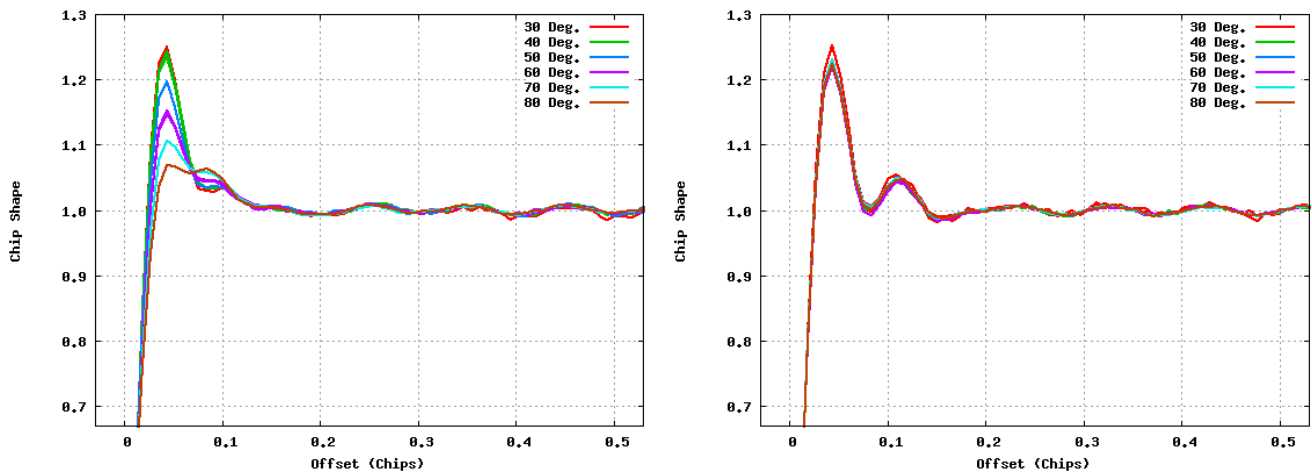 1.3
1.2
1.1
1.0
0.9
0.8
0.7
Chip Shape
30 Deg.
40 Deg.
50 Deg.
60 Deg.
70 Deg.
80 Deg.
0 0.1 0.2 0.3 0.4 0.5
Offset (Chips)
1.3
1.2
1.1
1.0
0.9
0.8
0.7
Chip Shape
30 Deg.
40 Deg.
50 Deg.
60 Deg.
70 Deg.
80 Deg.
0 0.1 0.2 0.3 0.4 0.5
Offset (Chips)